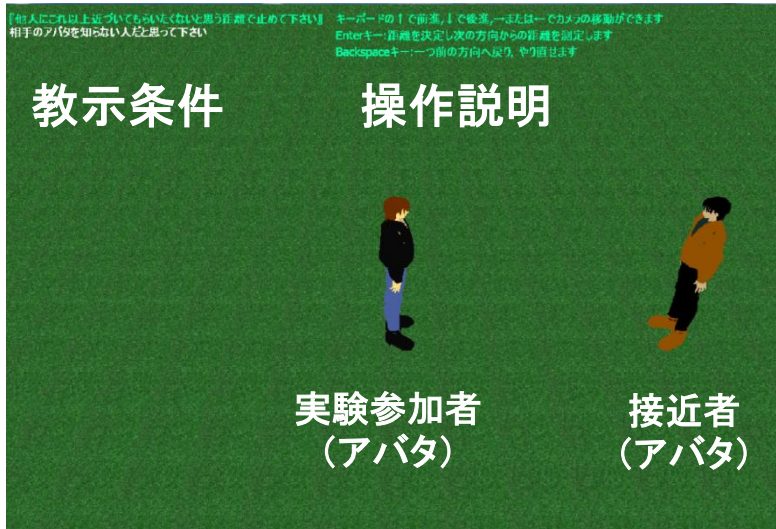 『他人にこれ以上近づいてもらいたくないと思う距離で止めて下さい』
相手のアバタを知らない人だと思って下さい
キーボードの↑で前進,↓で後進,→または←でカメラの移動ができます
Enterキー:距離を決定し次の方向からの距離を測定します
Backspaceキー:一つ前の方向へ戻り, やり直せます
教示条件
操作説明
実験参加者
(アバタ)
接近者
(アバタ)